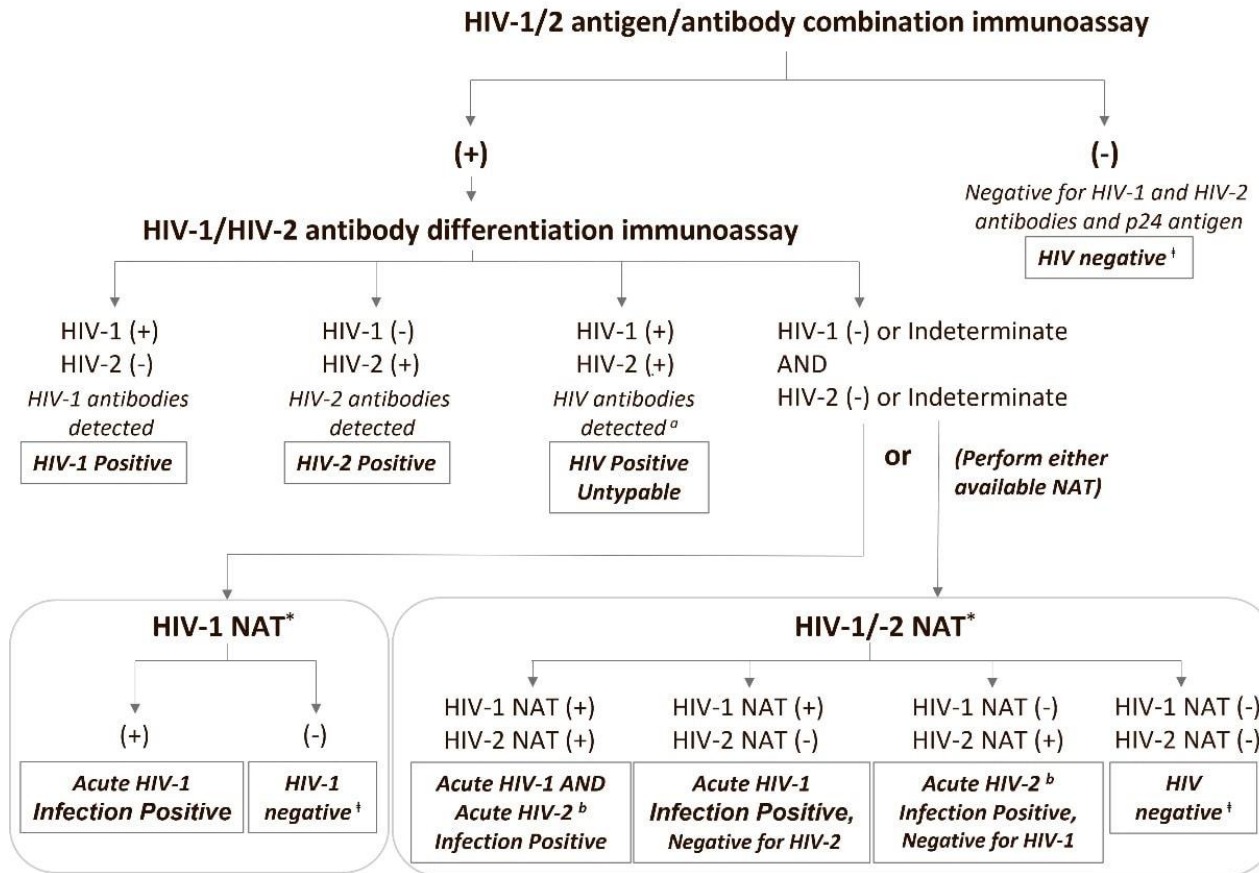 HIV-1/2 antigen/antibody combination immunoassay
(+)
(-)
Negative for HIV-1 and HIV-2
antibodies and p24 antigen
HIV negative ƚ
HIV-1/HIV-2 antibody differentiation immunoassay
HIV-1 (+)
HIV-2 (-)
HIV-1 antibodies
detected
HIV-1 Positive
HIV-1 (-)
HIV-2 (+)
HIV-2 antibodies
detected
HIV-2 Positive
HIV-1 (+)
HIV-2 (+)
HIV antibodies
detected a
HIV Positive
Untypable
HIV-1 (-) or Indeterminate
AND
HIV-2 (-) or Indeterminate
or
(Perform either
available NAT)
HIV-1 NAT*
(+)
Acute HIV-1
Infection Positive
(-)
HIV-1
negative ƚ
HIV-1/-2 NAT*
HIV-1 NAT (+)
HIV-2 NAT (+)
Acute HIV-1 AND
Acute HIV-2 b
Infection Positive
HIV-1 NAT (+)
HIV-2 NAT (-)
Acute HIV-1
Infection Positive,
Negative for HIV-2
HIV-1 NAT (-)
HIV-2 NAT (+)
Acute HIV-2 b
Infection Positive,
Negative for HIV-1
HIV-1 NAT (-)
HIV-2 NAT (-)
HIV
negative ƚ